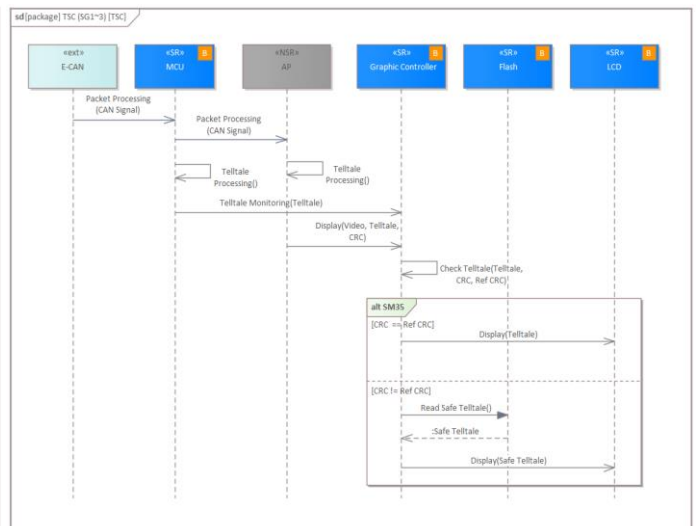 sd [package] TSC (SG1~3) [TSC]
«ext»
E-CAN
«SR»
B
MCU
«NSR»
AP
«SR»
B
Graphic Controller
«SR»
B
Flash
«SR»
B
LCD
Packet Processing
(CAN Signal)
Packet Processing
(CAN Signal)
Telltale
Processing()
Telltale
Processing()
Telltale Monitoring(Telltale)
Display(Video, Telltale,
CRC)
Check Telltale(Telltale,
CRC, Ref CRC)
alt SM35
[CRC == Ref CRC]
Display(Telltale)
[CRC != Ref CRC]
Read Safe Telltale()
:Safe Telltale
Display(Safe Telltale)